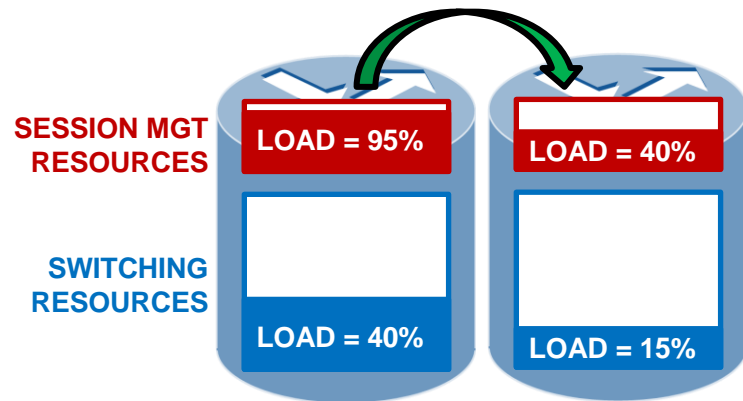 SESSION MGT
RESOURCES
LOAD = 95%
LOAD = 40%
SWITCHING
RESOURCES
LOAD = 40%
LOAD = 15%